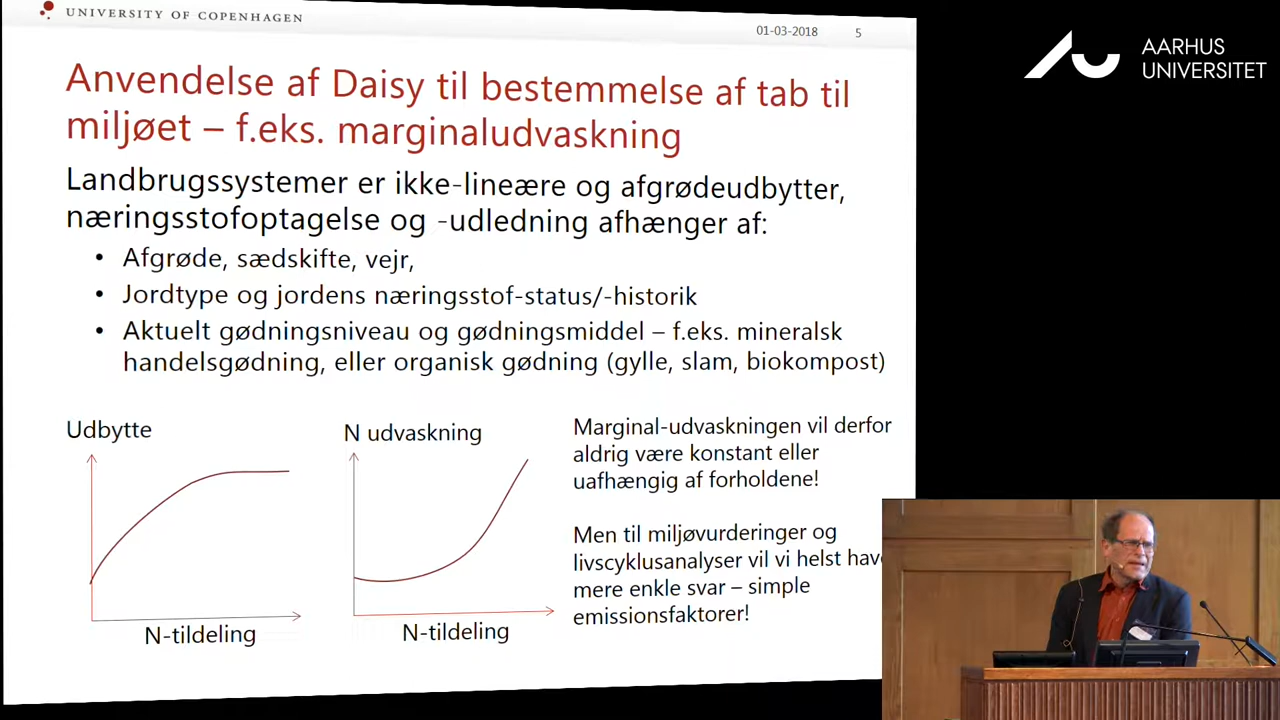 UNIVERSITY OF COPENHAGEN
01-03-2018 5
AARHUS
UNIVERSITET
Anvendelse af Daisy til bestemmelse af tab til
miljøet – f.eks. marginaludvaskning
Landbrugssystemer er ikke-lineære og afgrødeudbytter,
næringsstofoptagelse og -udledning afhænger af:
• Afgrøde, sædskifte, vejr,
• Jordtype og jordens næringsstof-status/-historik
• Aktuelt gødningsniveau og gødningsmiddel – f.eks. mineralsk
handelsgødning, eller organisk gødning (gylle, slam, biokompost)
Udbytte
N-tildeling
N udvaskning
N-tildeling
Marginal-udvaskningen vil derfor
aldrig være konstant eller
uafhængig af forholdene!
Men til miljøvurderinger og
livscyklusanalyser vil vi helst have
mere enkle svar – simple
emissionsfaktorer!